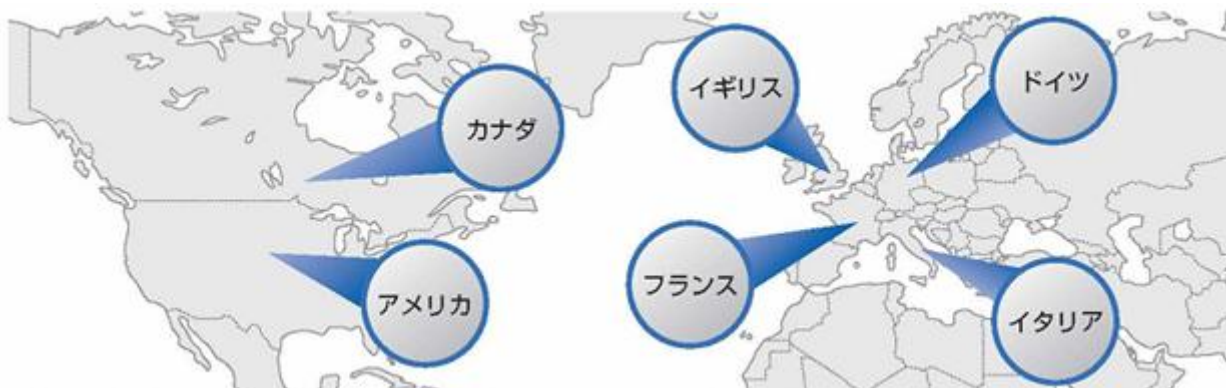 カナダ
アメリカ
イギリス
ドイツ
フランス
イタリア